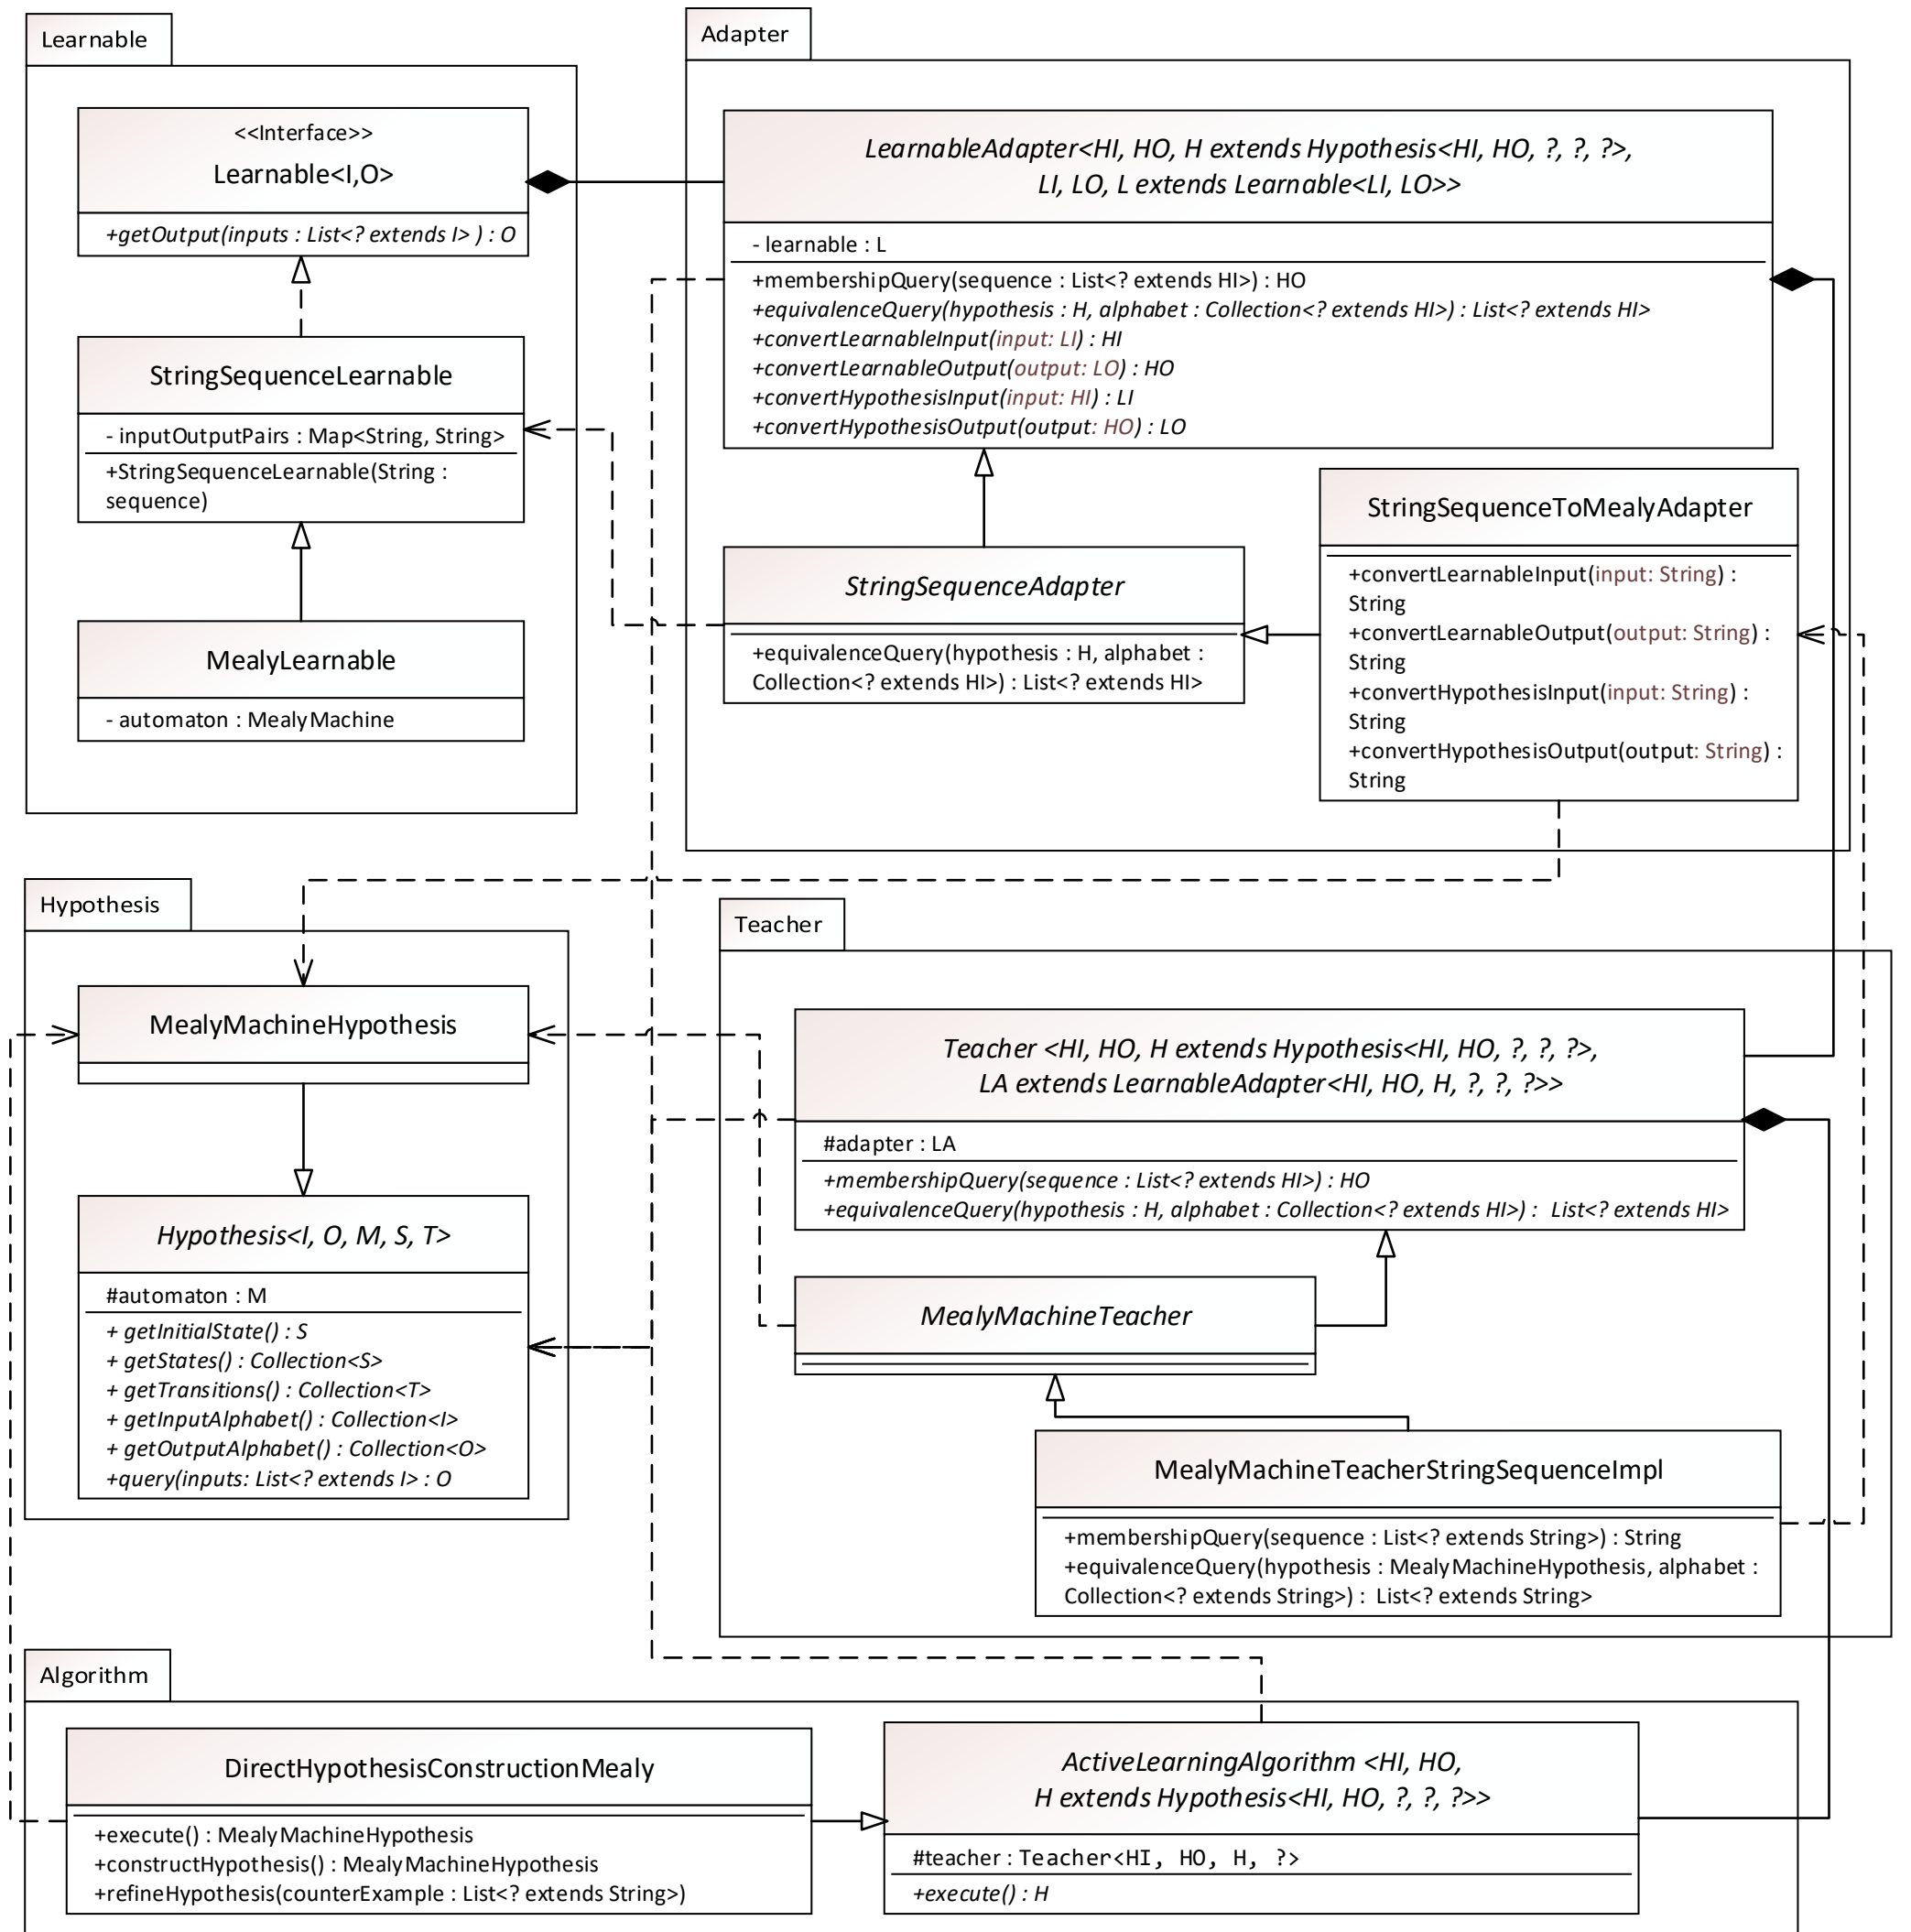 Learnable
<<Interface>>
Learnable<I,O>
+getOutput(inputs : List<? extends I> ) : O
StringSequenceLearnable
- inputOutputPairs : Map<String, String>
+StringSequenceLearnable(String :
sequence)
MealyLearnable
- automaton : MealyMachine
Adapter
LearnableAdapter<HI, HO, H extends Hypothesis<HI, HO, ?, ?, ?>,
LI, LO, L extends Learnable<LI, LO>>
- learnable : L
+membershipQuery(sequence : List<? extends HI>) : HO
+equivalenceQuery(hypothesis : H, alphabet : Collection<? extends HI>) : List<? extends HI>
+convertLearnableInput(input: LI) : HI
+convertLearnableOutput(output: LO) : HO
+convertHypothesisInput(input: HI) : LI
+convertHypothesisOutput(output: HO) : LO
StringSequenceAdapter
+equivalenceQuery(hypothesis : H, alphabet :
Collection<? extends HI>) : List<? extends HI>
StringSequenceToMealyAdapter
+convertLearnableInput(input: String) :
String
+convertLearnableOutput(output: String) :
String
+convertHypothesisInput(input: String) :
String
+convertHypothesisOutput(output: String) :
String
Hypothesis
MealyMachineHypothesis
Hypothesis<I, O, M, S, T>
#automaton : M
+ getInitialState() : S
+ getStates() : Collection<S>
+ getTransitions() : Collection<T>
+ getInputAlphabet() : Collection<I>
+ getOutputAlphabet() : Collection<O>
+query(inputs: List<? extends I> : O
Teacher
Teacher <HI, HO, H extends Hypothesis<HI, HO, ?, ?, ?>,
LA extends LearnableAdapter<HI, HO, H, ?, ?, ?>>
#adapter : LA
+membershipQuery(sequence : List<? extends HI>) : HO
+equivalenceQuery(hypothesis : H, alphabet : Collection<? extends HI>) :  List<? extends HI>
MealyMachineTeacher
MealyMachineTeacherStringSequenceImpl
+membershipQuery(sequence : List<? extends String>) : String
+equivalenceQuery(hypothesis : MealyMachineHypothesis, alphabet :
Collection<? extends String>) :  List<? extends String>
Algorithm
DirectHypothesisConstructionMealy
+execute() : MealyMachineHypothesis
+constructHypothesis() : MealyMachineHypothesis
+refineHypothesis(counterExample : List<? extends String>)
ActiveLearningAlgorithm <HI, HO,
H extends Hypothesis<HI, HO, ?, ?, ?>>
#teacher : Teacher<HI, HO, H, ?>
+execute() : H